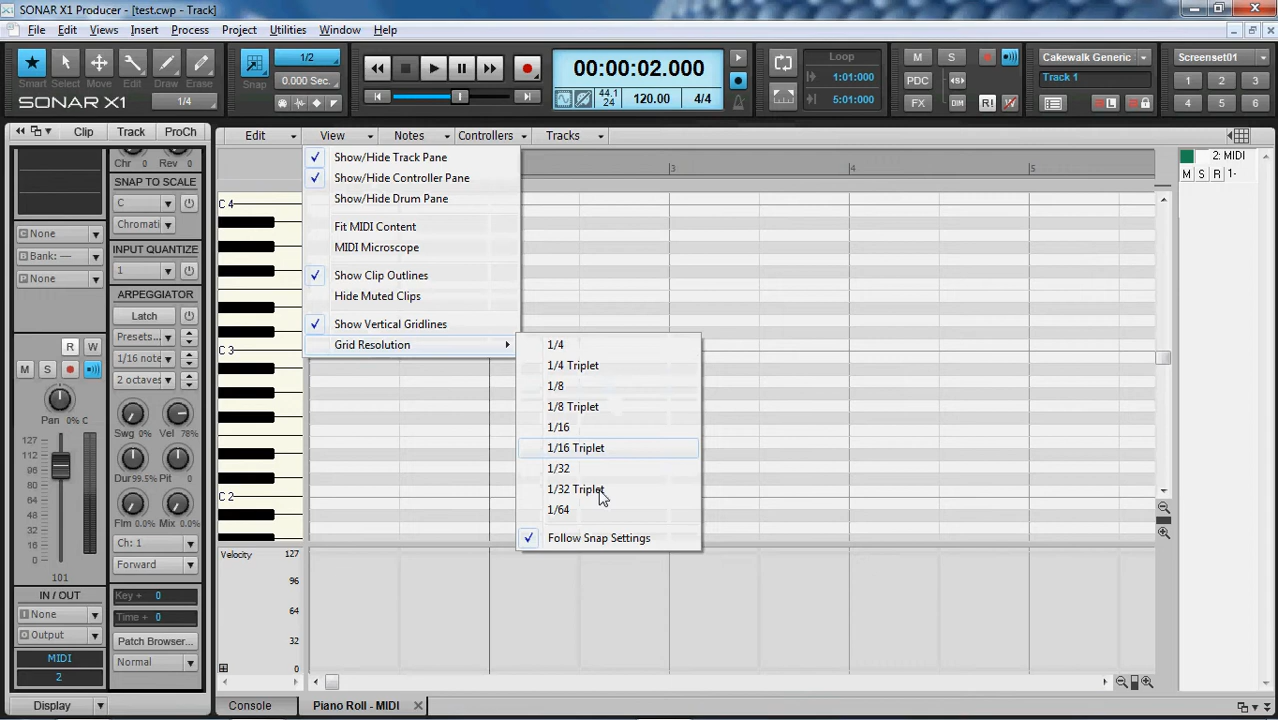 SONAR X1 Producer - [test.cwp - Track]
File Edit Views Insert Process Project Utilities Window Help
Smart Select Move Edit Draw Erase
SONAR X1 1/4
Snap 1/2
0.000 Sec.
00:00:02.000
44.1
24 120.00 4/4
Loop
1:01:000
5:01:000
M S
PDC
FX DIM R!
Cakewalk Generic
Track 1
L
Screenset01
1 2 3
4 5 6
Clip Track ProCh
Edit View Notes Controllers Tracks
Chr 0 Rev 0
SNAP TO SCALE
C
Chromati
INPUT QUANTIZE
1
ARPEGGIATOR
Latch
Presets...
1/16 note
2 octaves
Swg 0% Vel 78%
Dur 99.5% Pit 0
Flm 0 Mix 0
Ch: 1
Forward
Key + 0
Time + 0
Patch Browser...
Normal
None
Bank: ---
None
R W
M S
Pan 0% C
127
112
96
80
64
48
32
16
0
101
IN / OUT
None
Output
MIDI
2
Display
Show/Hide Track Pane
Show/Hide Controller Pane
Show/Hide Drum Pane
Fit MIDI Content
MIDI Microscope
Show Clip Outlines
Hide Muted Clips
Show Vertical Gridlines
Grid Resolution
1/4
1/4 Triplet
1/8
1/8 Triplet
1/16
1/16 Triplet
1/32
1/32 Triplet
1/64
Follow Snap Settings
3 4 5
C 4
C 3
C 2
Velocity 127
96
64
32
0
2: MIDI
M S R 1-
Console Piano Roll - MIDI